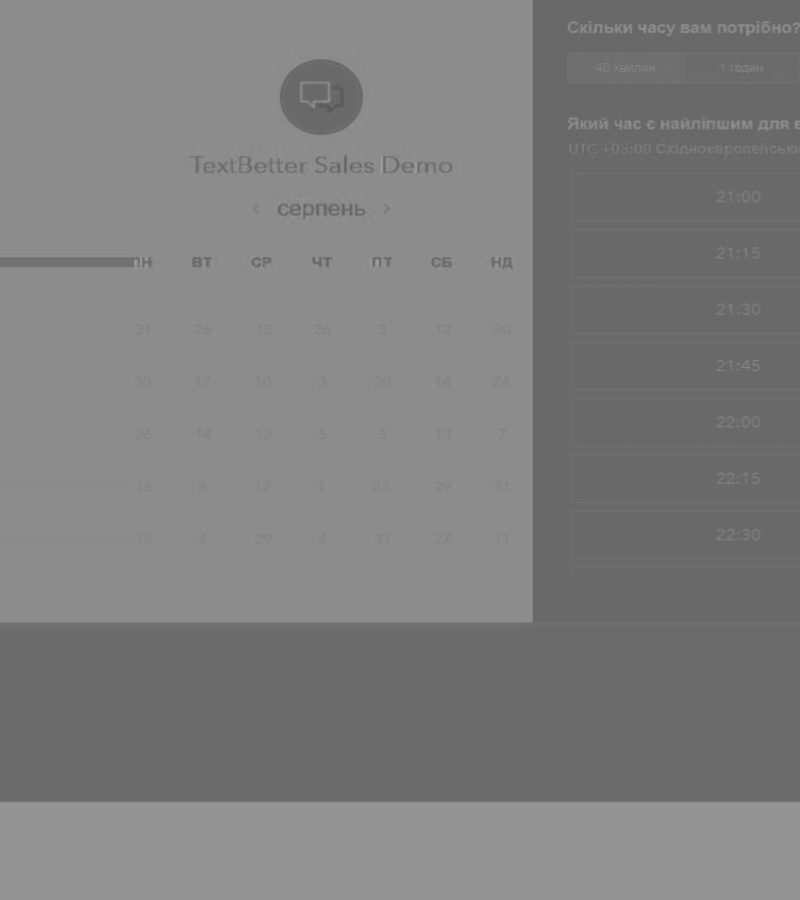 TextBetter Sales Demo
‹ серпень ›
ПН ВТ СР ЧТ ПТ СБ НД
31 26 13 26 3 12 20
30 17 10 3 20 14 24
26 14 12 5 3 13 7
15 8 17 1 23 29 31
15 4 29 4 31 27 11
Скільки часу вам потрібно?
40 хвилин 1 годин
Який час є найліпшим для
UTC +03:00
21:00
21:15
21:30
21:45
22:00
22:15
22:30